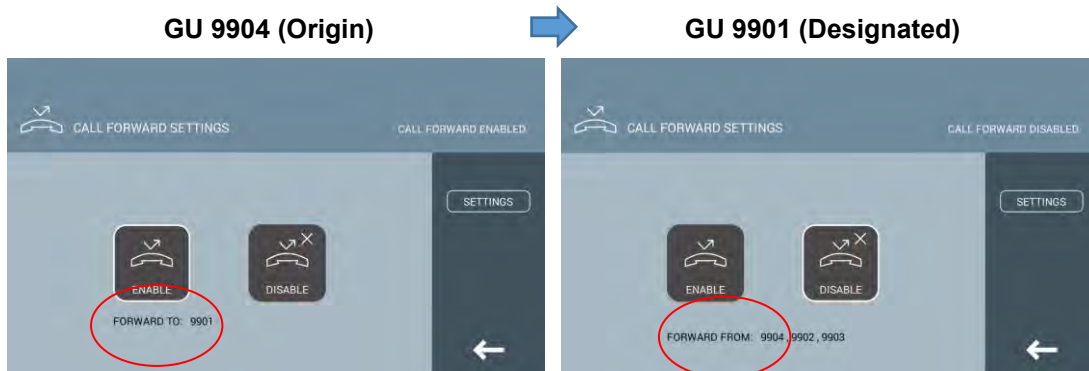 GU 9904 (Origin)
GU 9901 (Designated)
CALL FORWARD SETTINGS
CALL FORWARD ENABLED
SETTINGS
ENABLE
DISABLE
FORWARD TO: 9901
CALL FORWARD SETTINGS
CALL FORWARD DISABLED
SETTINGS
ENABLE
DISABLE
FORWARD FROM: 9904 , 9902 , 9903